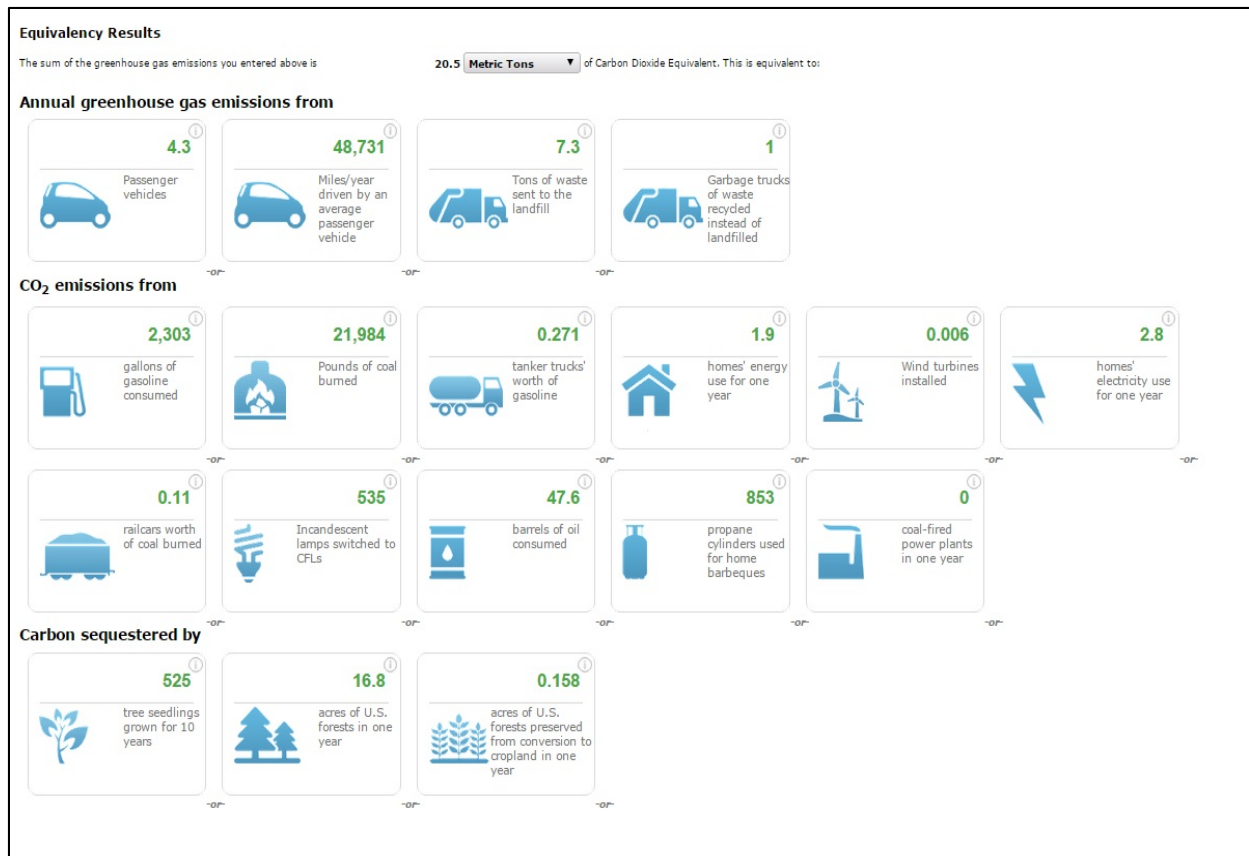 Equivalency Results
The sum of the greenhouse gas emissions you entered above is 20.5 Metric Tons of Carbon Dioxide Equivalent. This is equivalent to:
Annual greenhouse gas emissions from
4.3
Passenger
vehicles
-or-
48,731
Miles/year
driven by an
average
passenger
vehicle
-or-
7.3
Tons of waste
sent to the
landfill
-or-
1
Garbage trucks
of waste
recycled
instead of
landfilled
CO₂ emissions from
2,303
gallons of
gasoline
consumed
-or-
21,984
Pounds of coal
burned
-or-
0.271
tanker trucks'
worth of
gasoline
-or-
1.9
homes' energy
use for one
year
-or-
0.006
Wind turbines
installed
-or-
2.8
homes'
electricity use
for one year
-or-
0.11
railcars worth
of coal burned
-or-
535
Incandescent
lamps switched to
CFLs
-or-
47.6
barrels of oil
consumed
-or-
853
propane
cylinders used
for home
barbeques
-or-
0
coal-fired
power plants
in one year
-or-
Carbon sequestered by
525
tree seedlings
grown for 10
years
-or-
16.8
acres of U.S.
forests in one
year
-or-
0.158
acres of U.S.
forests preserved
from conversion to
cropland in one
year
-or-